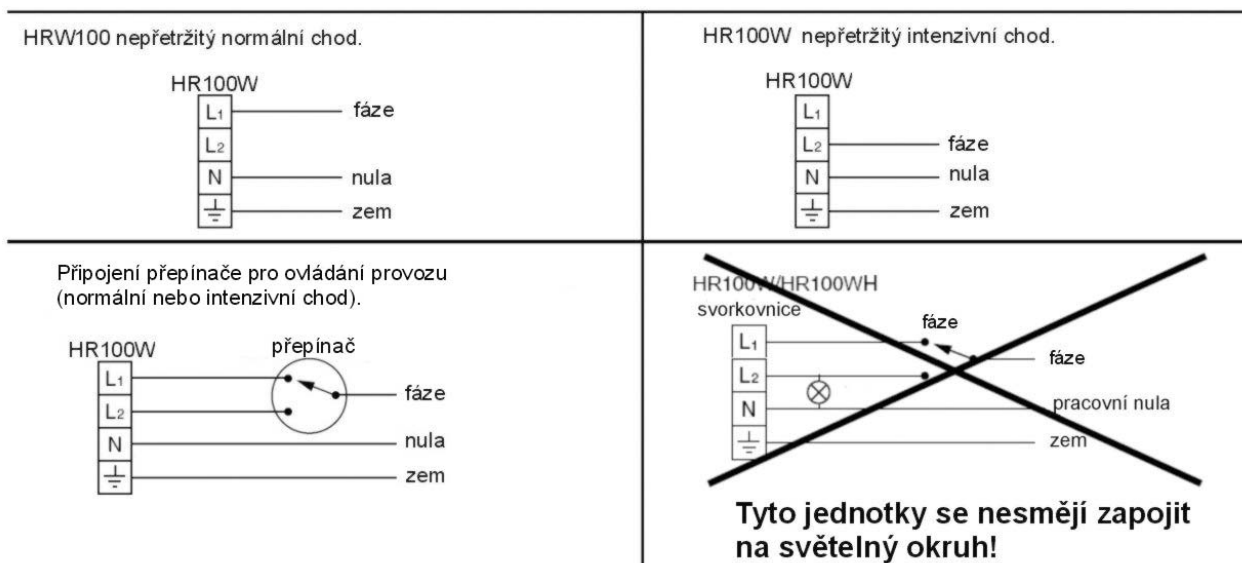 HRW100 nepřetržitý normální chod.
HR100W
L1
fáze
L2
N
nula
zem
HR100W nepřetržitý intenzivní chod.
HR100W
L1
L2
fáze
N
nula
zem
Připojení přepínače pro ovládání provozu
(normální nebo intenzivní chod).
HR100W
přepínač
L1
L2
fáze
N
nula
zem
HR100W/HR100WH
svorkovnice
fáze
L1
fáze
L2
N
pracovní nula
zem
Tyto jednotky se nesmějí zapojit
na světelný okruh!